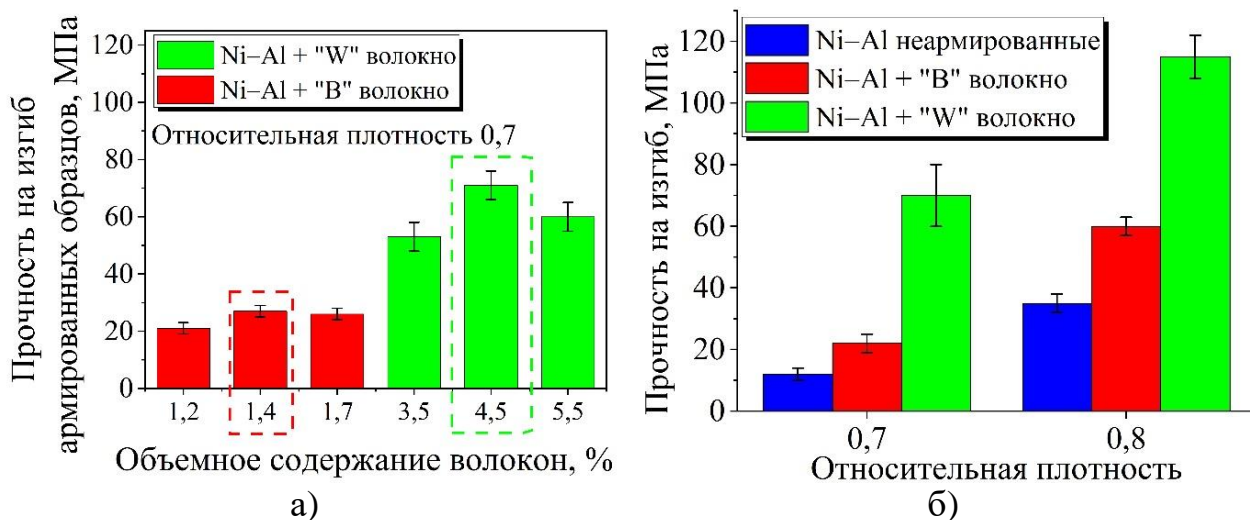 Прочность на изгиб
армированных образцов, МПа
120
100
80
60
40
20
0
Ni–Al + "W" волокно
Ni–Al + "B" волокно
Относительная плотность 0,7
1,2 1,4 1,7 3,5 4,5 5,5
Объемное содержание волокон, %
а)
Прочность на изгиб, МПа
120
100
80
60
40
20
0
Ni–Al неармированные
Ni–Al + "B" волокно
Ni–Al + "W" волокно
0,7 0,8
Относительная плотность
б)